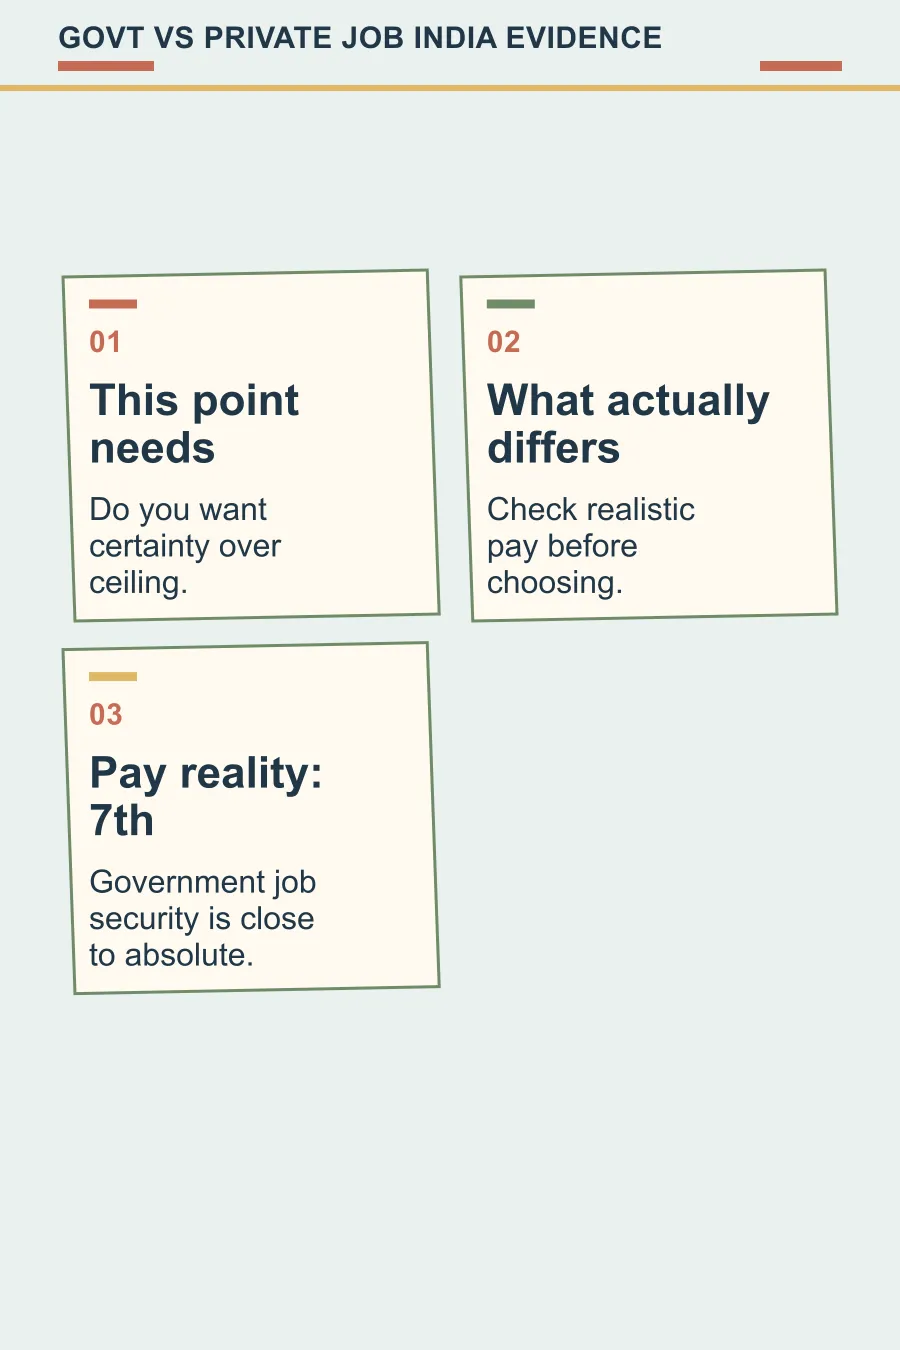 GOVT VS PRIVATE JOB INDIA EVIDENCE
01
This point
needs
Do you want
certainty over
ceiling.
02
What actually
differs
Check realistic
pay before
choosing.
03
Pay reality:
7th
Government job
security is close
to absolute.